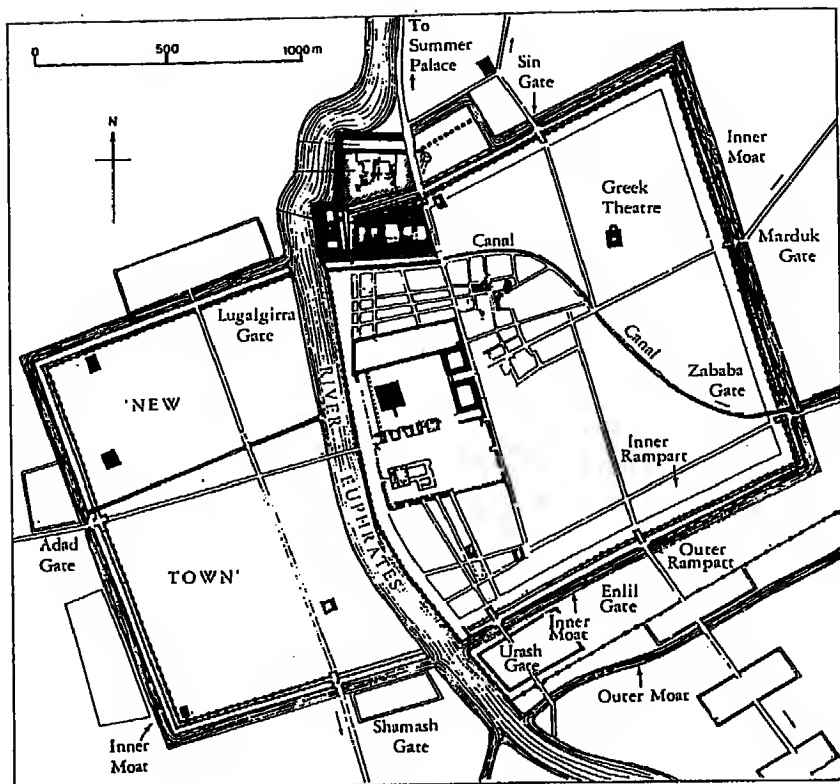 0 500 1000 m
To
Summer
Palace
Sin
Gate
N
Inner
Moat
Greek
Theatre
Marduk
Gate
Canal
Lugalgirra
Gate
Canal
Zababa
Gate
'NEW
RIVER EUPHRATES
Inner
Rampart
Adad
Gate
TOWN'
Outer
Rampart
Enlil
Gate
Inner
Moat
Urash
Gate
Outer Moat
Shamash
Gate
Inner
Moat